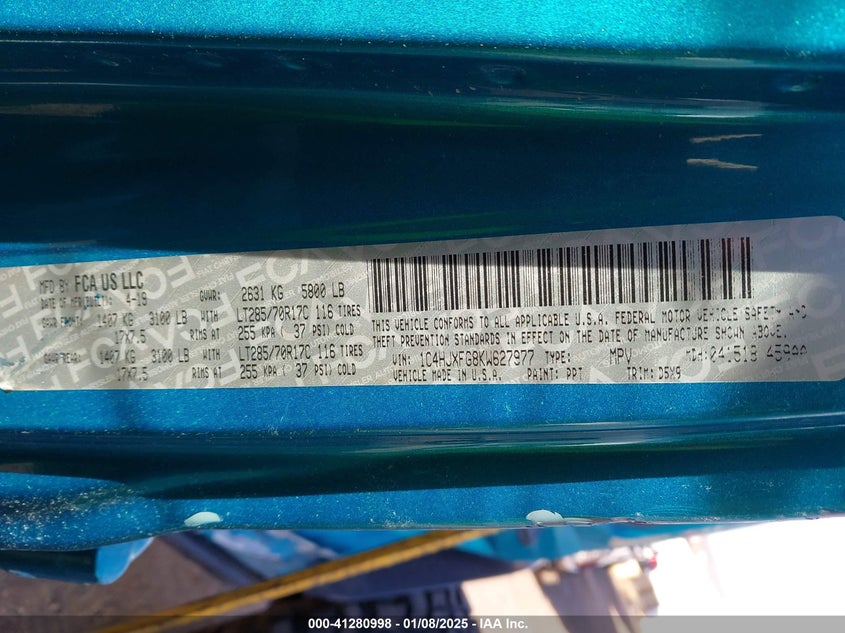 MFD BY FCA US LLC
DATE OF MFR 4-19 GVWR: 2631 KG 5800 LB
GAWR FRONT: 1407 KG 3100 LB WITH LT285/70R17C 116 TIRES
17X7.5 RIMS AT 255 KPA ( 37 PSI) COLD
GAWR REAR: 1407 KG 3100 LB WITH LT285/70R17C 116 TIRES
17X7.5 RIMS AT 255 KPA ( 37 PSI) COLD
THIS VEHICLE CONFORMS TO ALL APPLICABLE U.S.A. FEDERAL MOTOR VEHICLE SAFETY AND
THEFT PREVENTION STANDARDS IN EFFECT ON THE DATE OF MANUFACTURE SHOWN ABOVE.
VIN: 1C4HJXFG8KW627977 TYPE: MPV MDH: 041518
VEHICLE MADE IN U.S.A. PAINT: PPT TRIM: D5X9
000-41280998 - 01/08/2025 - IAA Inc.